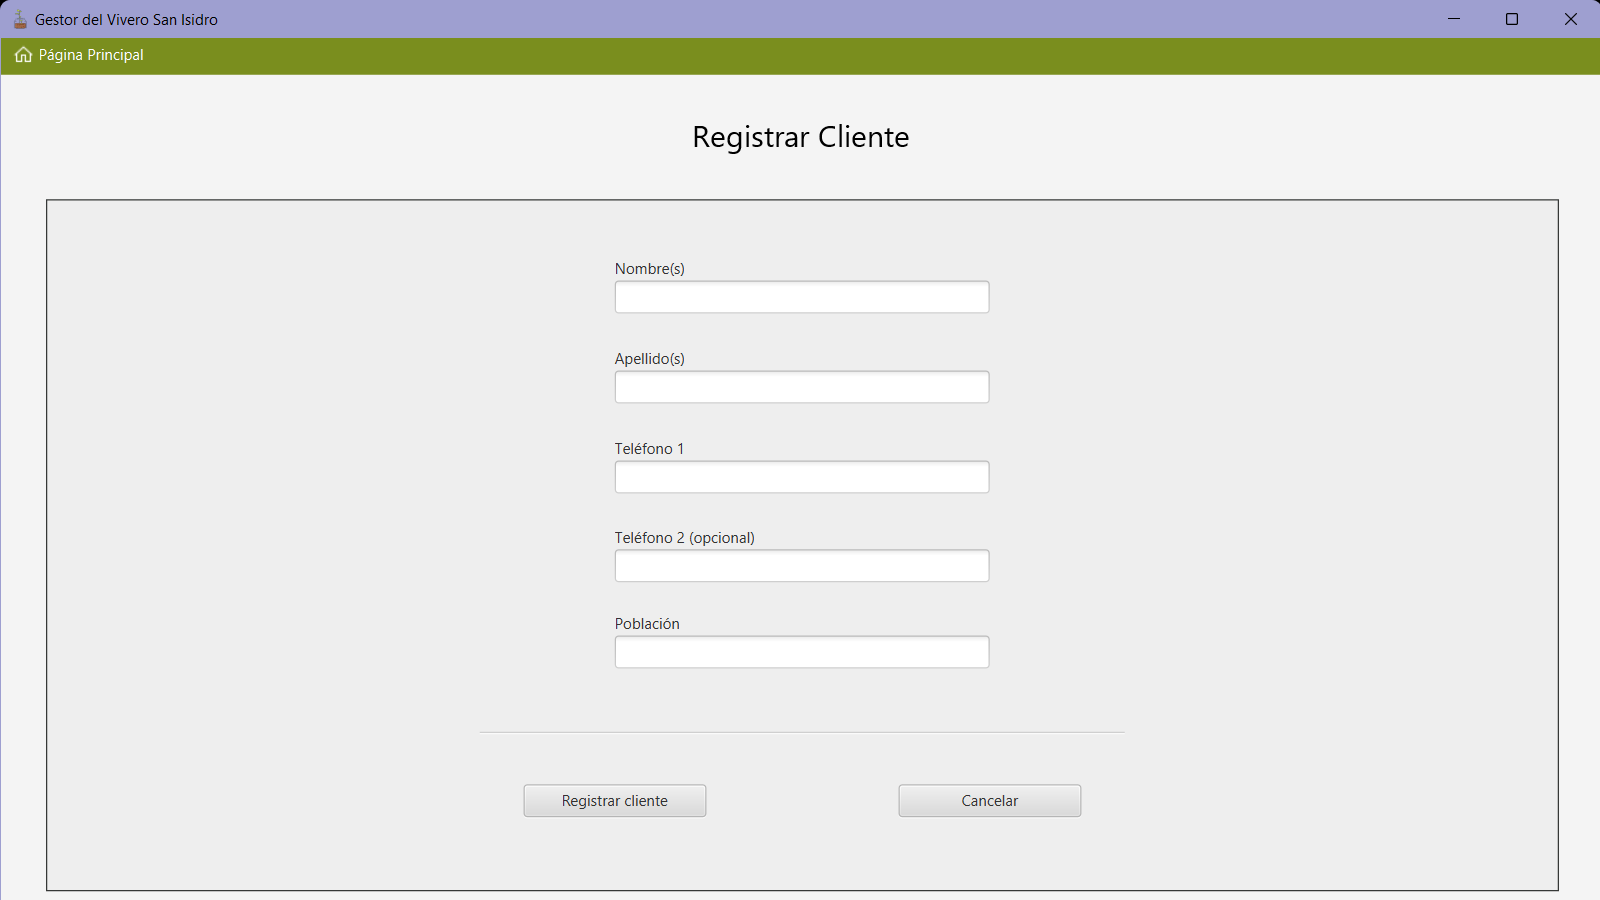 Gestor del Vivero San Isidro
Página Principal
Registrar Cliente
Nombre(s)
Apellido(s)
Teléfono 1
Teléfono 2 (opcional)
Población
Registrar cliente
Cancelar